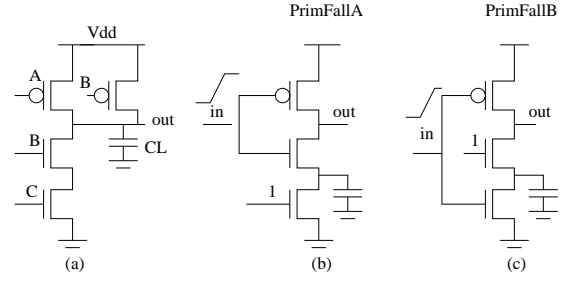 PrimFallA
PrimFallB
Vdd
A
B
out
out
out
in
in
B
CL
1
C
1
(a)
(b)
(c)